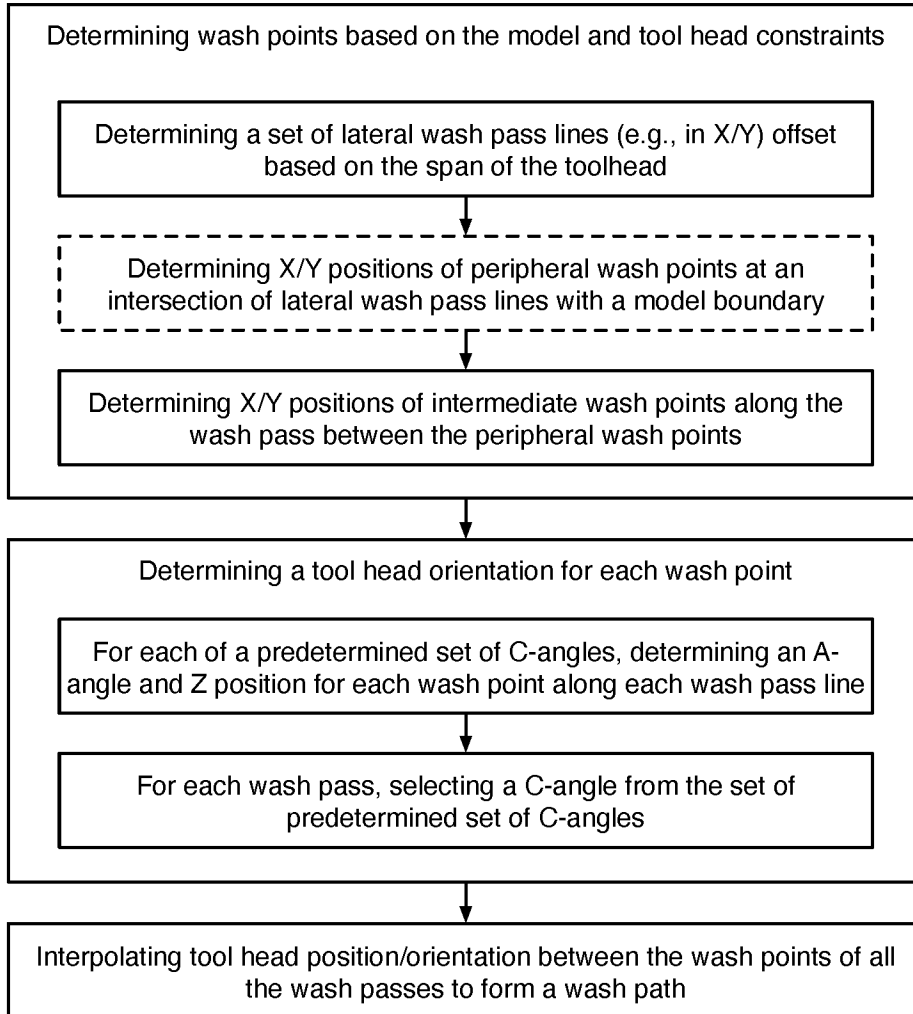 Determining wash points based on the model and tool head constraints
Determining a set of lateral wash pass lines (e.g., in X/Y) offset
based on the span of the toolhead
Determining X/Y positions of peripheral wash points at an
intersection of lateral wash pass lines with a model boundary
Determining X/Y positions of intermediate wash points along the
wash pass between the peripheral wash points
Determining a tool head orientation for each wash point
For each of a predetermined set of C-angles, determining an A-
angle and Z position for each wash point along each wash pass line
For each wash pass, selecting a C-angle from the set of
predetermined set of C-angles
Interpolating tool head position/orientation between the wash points of all
the wash passes to form a wash path